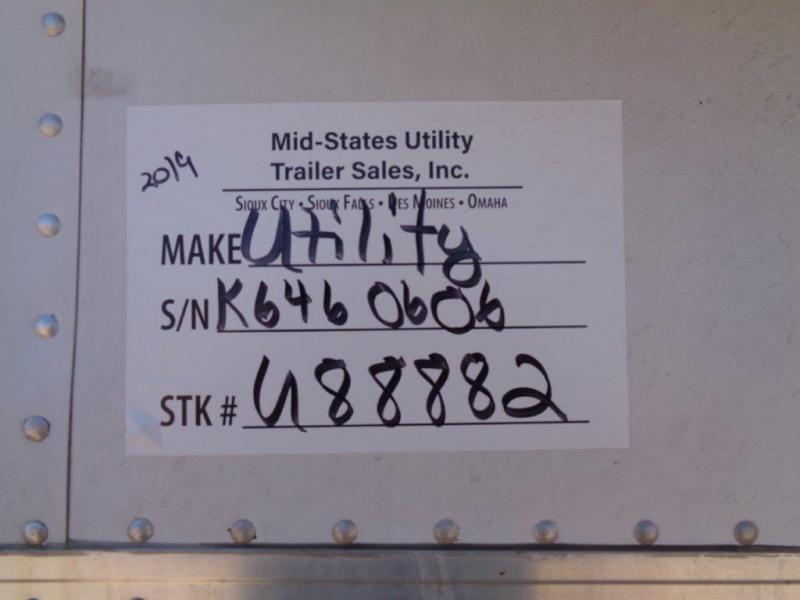 Mid-States Utility
Trailer Sales, Inc.
2019
Sioux City • Sioux Falls • Des Moines • Omaha
MAKE Utility
S/N K646 0606
STK # U88882